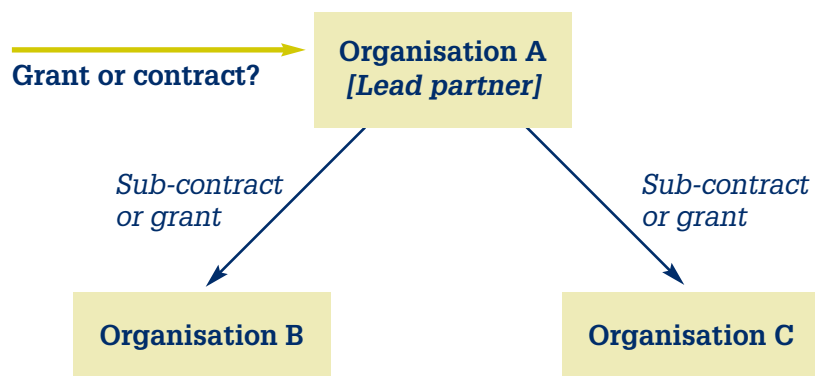 Organisation A
[Lead partner]
Grant or contract?
Sub-contract
or grant
Sub-contract
or grant
Organisation B
Organisation C